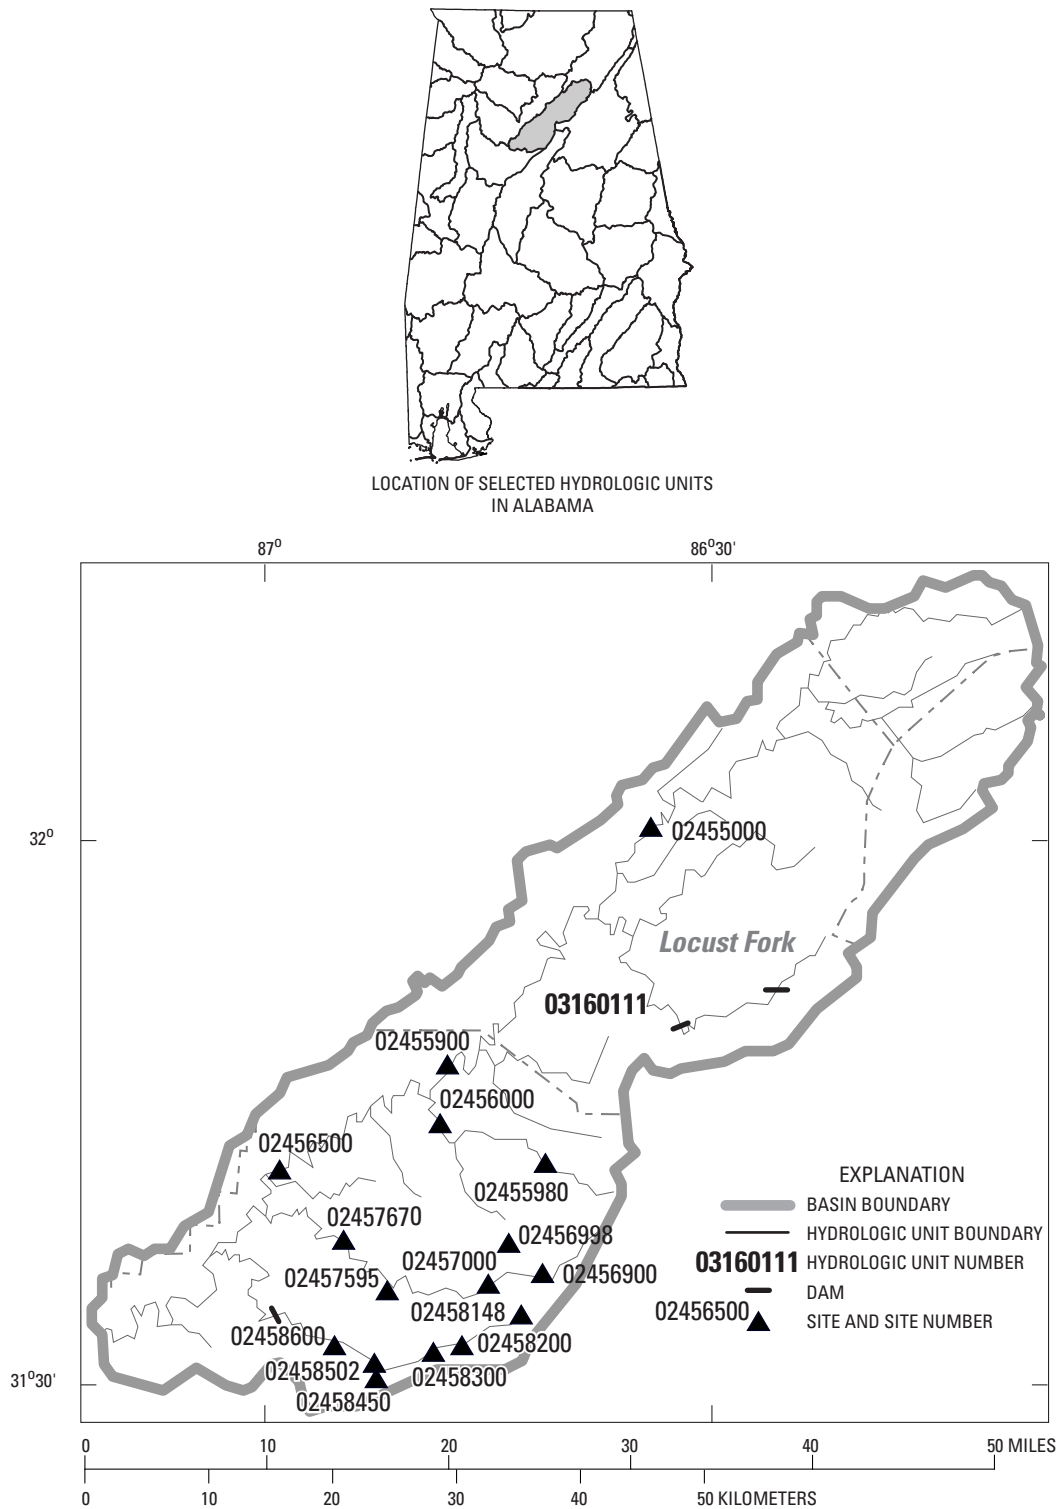 LOCATION OF SELECTED HYDROLOGIC UNITS
IN ALABAMA
87° 86°30'
32°
31°30'
02455000
Locust Fork
03160111
02455900
02456000
02456500
02455980
02457670
02456998
02457000
02456900
02457595
02458148
02458600
02458200
02458502
02458300
02458450
EXPLANATION
BASIN BOUNDARY
HYDROLOGIC UNIT BOUNDARY
03160111 HYDROLOGIC UNIT NUMBER
DAM
02456500 SITE AND SITE NUMBER
0 10 20 30 40 50 MILES
0 10 20 30 40 50 KILOMETERS